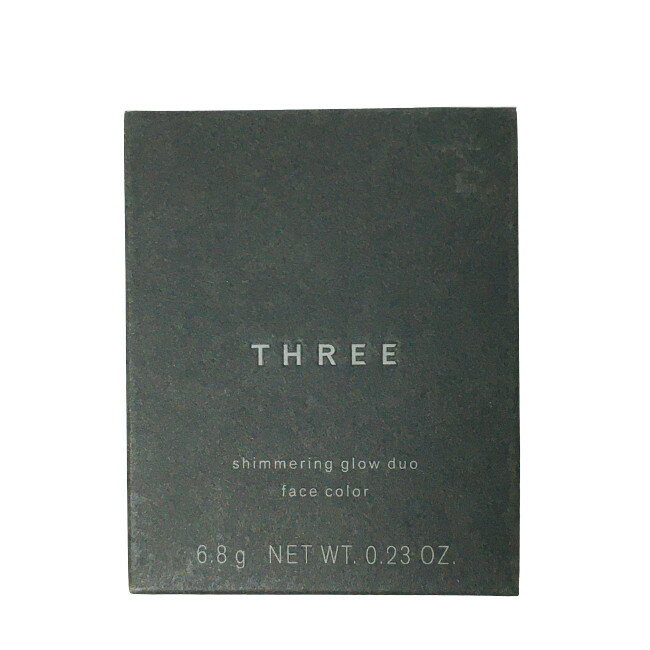 THREE
shimmering glow duo
face color
6.8 g NET WT. 0.23 OZ.